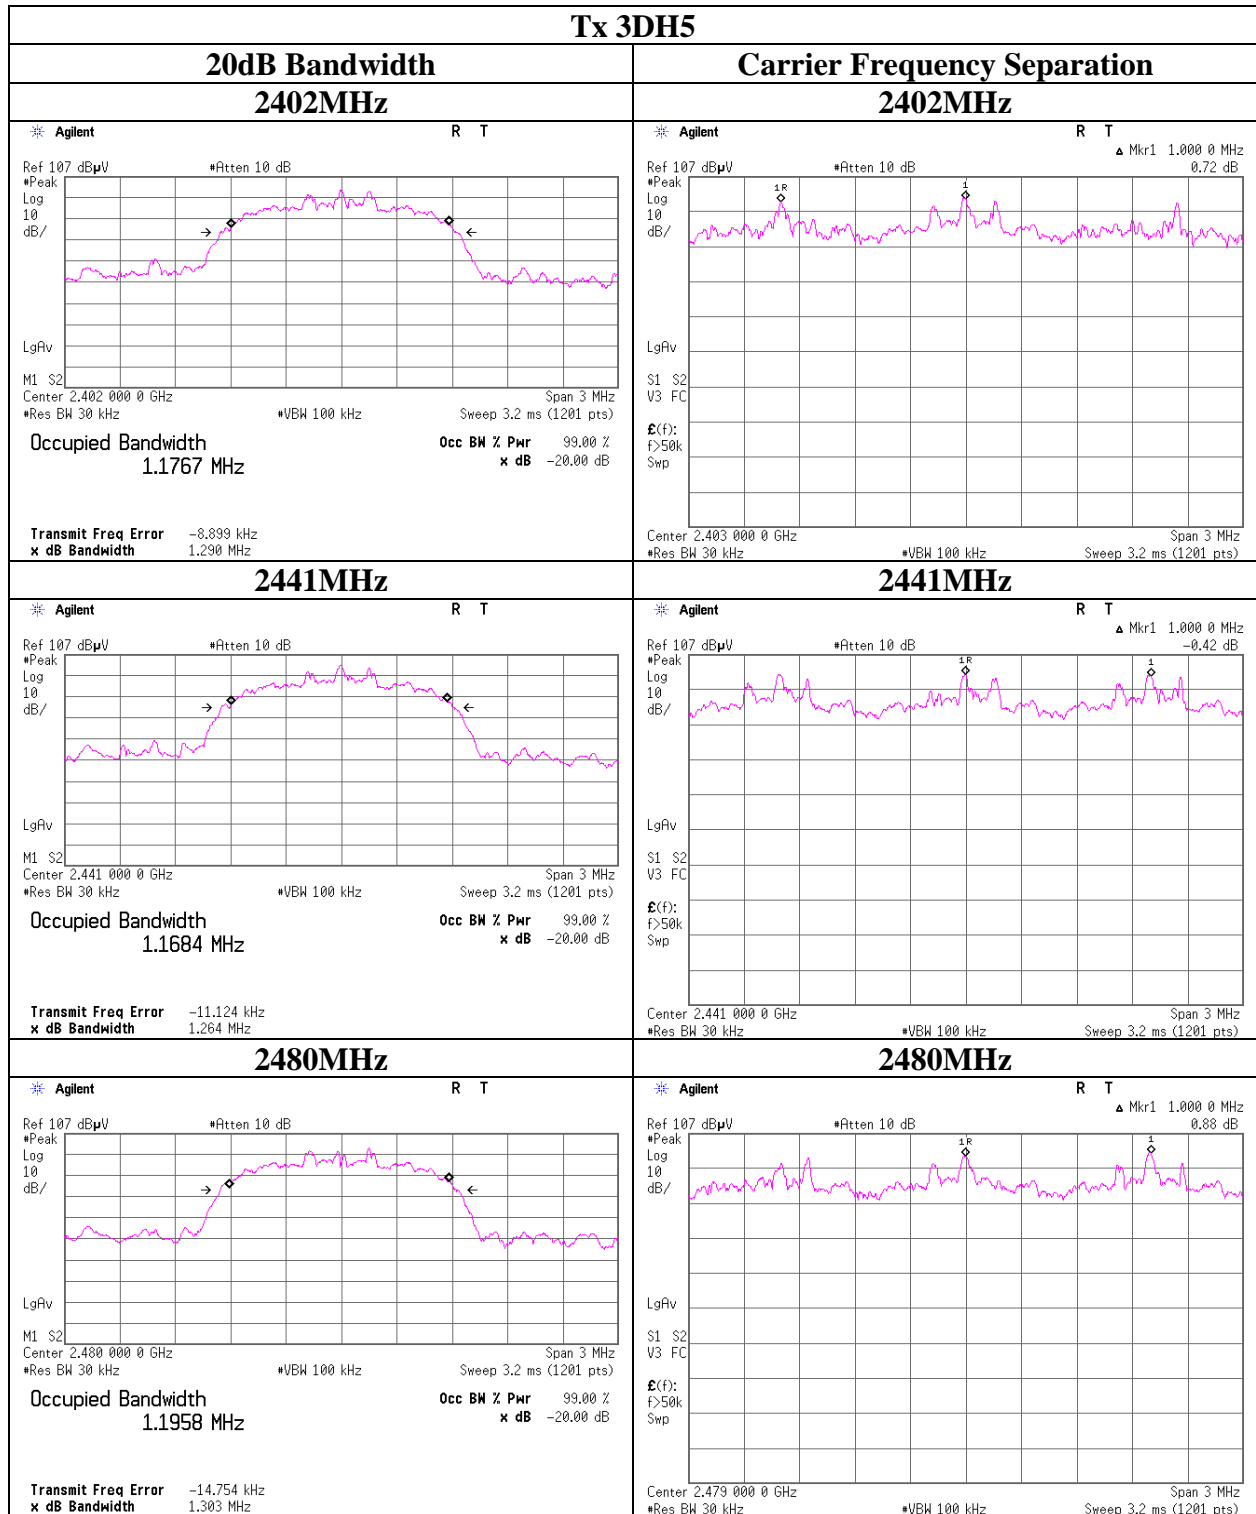 Tx 3DH5
20dB Bandwidth
Carrier Frequency Separation
2402MHz
2402MHz
Agilent
R T
Ref 107 dBµV
#Atten 10 dB
#Peak
Log
10
dB/
LgAv
M1 S2
Center 2.402 000 0 GHz
Span 3 MHz
#Res BW 30 kHz
#VBW 100 kHz
Sweep 3.2 ms (1201 pts)
Occupied Bandwidth
1.1767 MHz
Occ BW % Pwr 99.00 %
x dB -20.00 dB
Transmit Freq Error -8.899 kHz
x dB Bandwidth 1.290 MHz
Agilent
R T
Δ Mkr1 1.000 0 MHz
Ref 107 dBµV
#Atten 10 dB
0.72 dB
#Peak
Log
10
dB/
1R
1
LgAv
S1 S2
V3 FC
£(f):
f>50k
Swp
Center 2.403 000 0 GHz
Span 3 MHz
#Res BW 30 kHz
#VBW 100 kHz
Sweep 3.2 ms (1201 pts)
2441MHz
2441MHz
Agilent
R T
Ref 107 dBµV
#Atten 10 dB
#Peak
Log
10
dB/
LgAv
M1 S2
Center 2.441 000 0 GHz
Span 3 MHz
#Res BW 30 kHz
#VBW 100 kHz
Sweep 3.2 ms (1201 pts)
Occupied Bandwidth
1.1684 MHz
Occ BW % Pwr 99.00 %
x dB -20.00 dB
Transmit Freq Error -11.124 kHz
x dB Bandwidth 1.264 MHz
Agilent
R T
Δ Mkr1 1.000 0 MHz
Ref 107 dBµV
#Atten 10 dB
-0.42 dB
#Peak
Log
10
dB/
1R
1
LgAv
S1 S2
V3 FC
£(f):
f>50k
Swp
Center 2.441 000 0 GHz
Span 3 MHz
#Res BW 30 kHz
#VBW 100 kHz
Sweep 3.2 ms (1201 pts)
2480MHz
2480MHz
Agilent
R T
Ref 107 dBµV
#Atten 10 dB
#Peak
Log
10
dB/
LgAv
M1 S2
Center 2.480 000 0 GHz
Span 3 MHz
#Res BW 30 kHz
#VBW 100 kHz
Sweep 3.2 ms (1201 pts)
Occupied Bandwidth
1.1958 MHz
Occ BW % Pwr 99.00 %
x dB -20.00 dB
Transmit Freq Error -14.754 kHz
x dB Bandwidth 1.303 MHz
Agilent
R T
Δ Mkr1 1.000 0 MHz
Ref 107 dBµV
#Atten 10 dB
0.88 dB
#Peak
Log
10
dB/
1R
1
LgAv
S1 S2
V3 FC
£(f):
f>50k
Swp
Center 2.479 000 0 GHz
Span 3 MHz
#Res BW 30 kHz
#VBW 100 kHz
Sweep 3.2 ms (1201 pts)